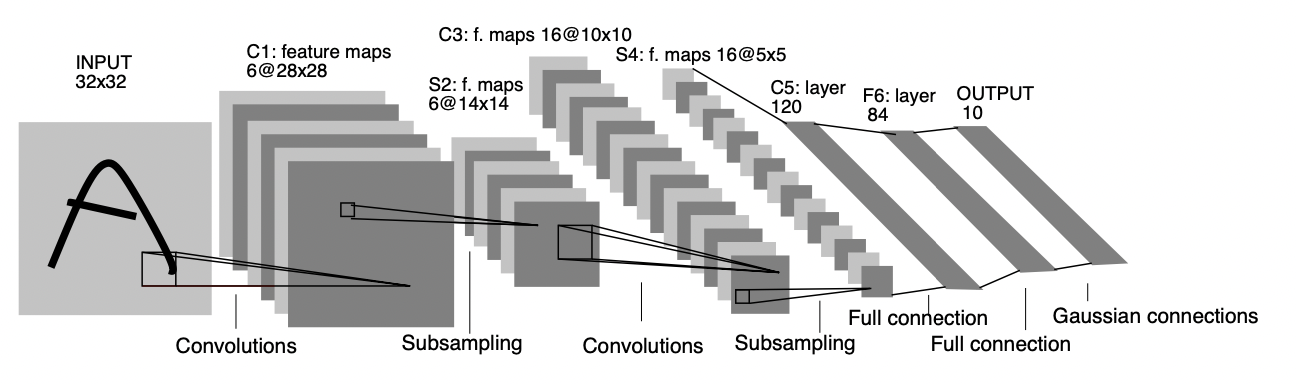 INPUT
32x32
C1: feature maps
6@28x28
S2: f. maps
6@14x14
C3: f. maps 16@10x10
S4: f. maps 16@5x5
C5: layer
120
F6: layer
84
OUTPUT
10
Convolutions
Subsampling
Convolutions
Subsampling
Full connection
Full connection
Gaussian connections